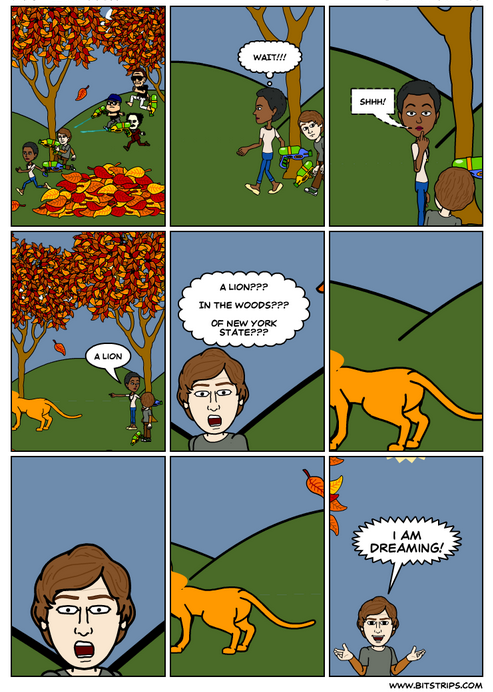 WAIT!!!
SHHH!
A LION
A LION???
IN THE WOODS???
OF NEW YORK
STATE???
I AM
DREAMING!
WWW.BITSTRIPS.COM